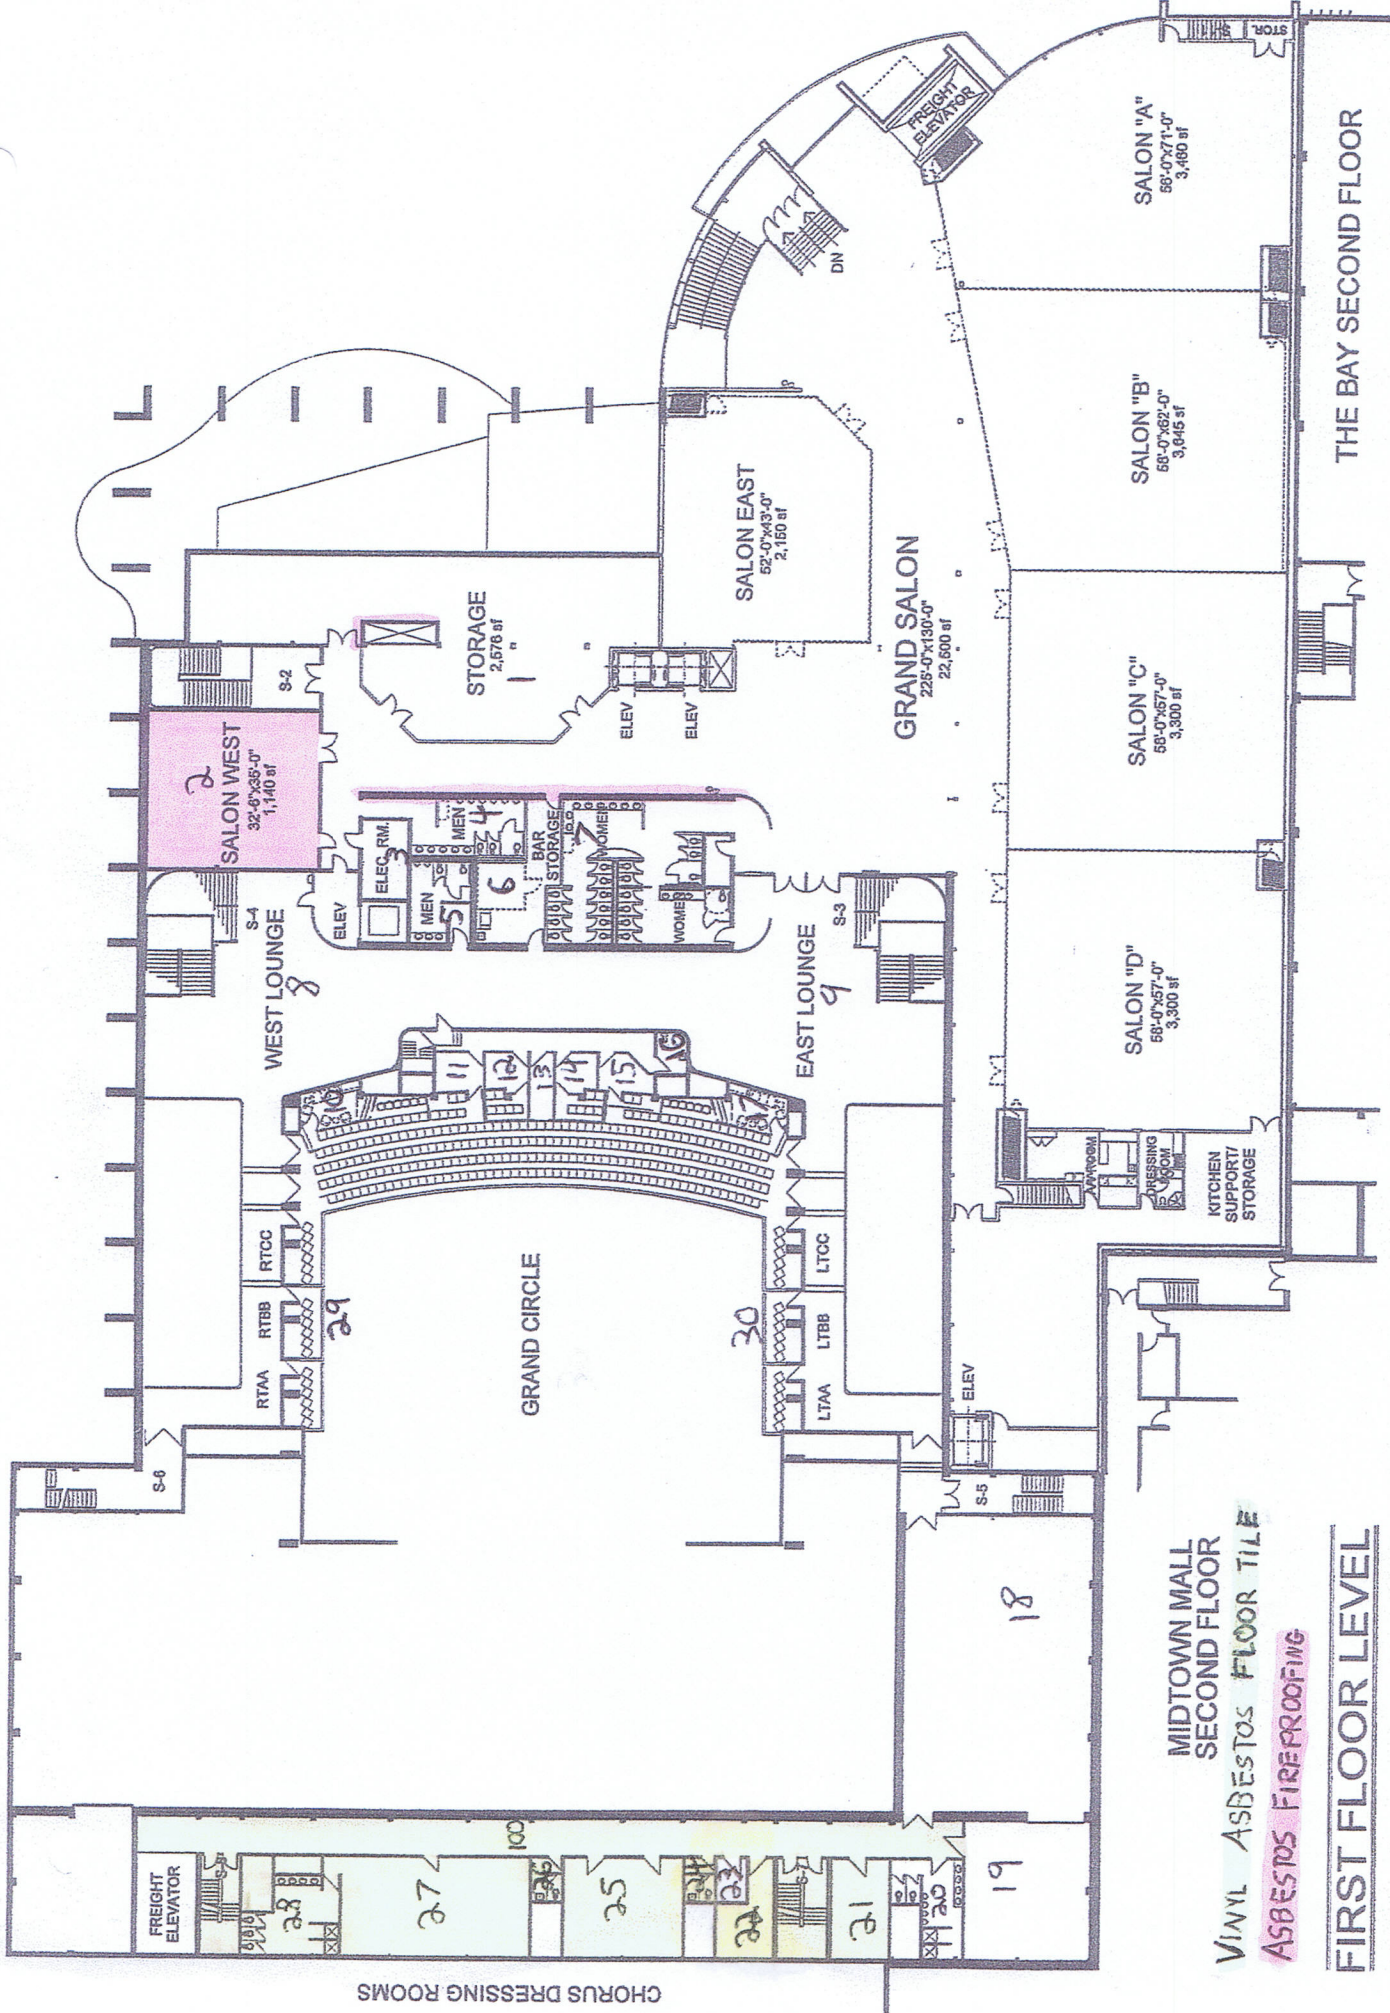 FIRST FLOOR LEVEL
VINYL ASBESTOS FLOOR TILE
ASBESTOS FIREPROOFING
MIDTOWN MALL
SECOND FLOOR
THE BAY SECOND FLOOR
CHORUS DRESSING ROOMS
FREIGHT
ELEVATOR
28
27
26
25
24
23
22
21
20
19
100
18
S-6
S-5
ELEV
GRAND CIRCLE
RTAA
RTBB
RTCC
29
LTAA
LTBB
LTCC
30
10
11
12
13
14
15
16
17
WEST LOUNGE
8
EAST LOUNGE
9
S-4
S-3
ELEV
ELEC. RM.
3
MEN
4
MEN
5
6
BAR
STORAGE
WOMEN
7
WOMEN
2
SALON WEST
32'-6"x35'-0"
1,140 sf
S-2
STORAGE
2,576 sf
1
ELEV
ELEV
SALON EAST
52'-0"x43'-0"
2,150 sf
GRAND SALON
225'-0"x130'-0"
22,500 sf
DN
FREIGHT
ELEVATOR
STOR.
SALON "A"
58'-0"x71'-0"
3,460 sf
SALON "B"
58'-0"x62'-0"
3,645 sf
SALON "C"
58'-0"x57'-0"
3,300 sf
SALON "D"
58'-0"x57'-0"
3,300 sf
DRESSING
ROOM
KITCHEN
SUPPORT/
STORAGE